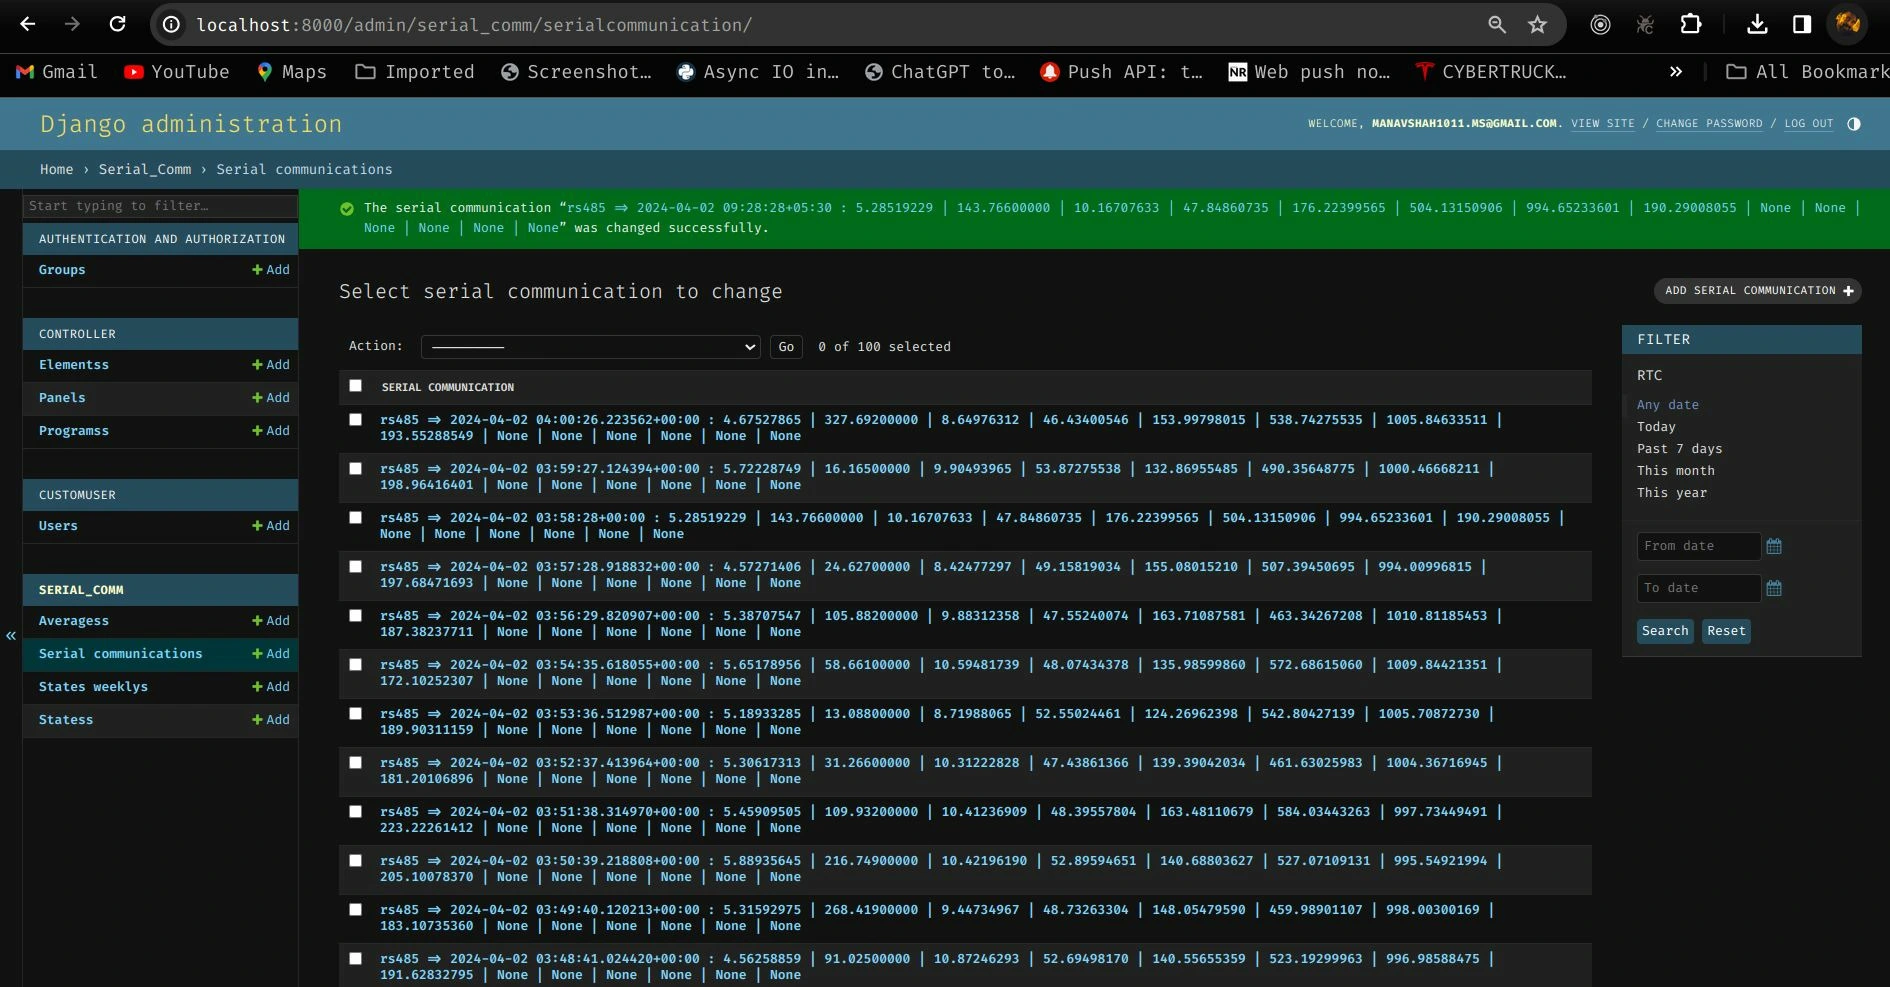 localhost:8000/admin/serial_comm/serialcommunication/
Gmail YouTube Maps Imported Screenshot… Async IO in… ChatGPT to… Push API: t… NR Web push no… CYBERTRUCK… » All Bookmark
Django administration
WELCOME, MANAVSHAH1011.MS@GMAIL.COM. VIEW SITE / CHANGE PASSWORD / LOG OUT
Home › Serial_Comm › Serial communications
Start typing to filter…
AUTHENTICATION AND AUTHORIZATION
Groups + Add
CONTROLLER
Elementss + Add
Panels + Add
Programss + Add
CUSTOMUSER
Users + Add
SERIAL_COMM
Averagess + Add
Serial communications + Add
States weeklys + Add
Statess + Add
«
The serial communication “rs485 => 2024-04-02 09:28:28+05:30 : 5.28519229 | 143.76600000 | 10.16707633 | 47.84860735 | 176.22399565 | 504.13150906 | 994.65233601 | 190.29008055 | None | None |
None | None | None | None” was changed successfully.
Select serial communication to change
ADD SERIAL COMMUNICATION +
Action: ---------- Go 0 of 100 selected
SERIAL COMMUNICATION
rs485 => 2024-04-02 04:00:26.223562+00:00 : 4.67527865 | 327.69200000 | 8.64976312 | 46.43400546 | 153.99798015 | 538.74275535 | 1005.84633511 |
193.55288549 | None | None | None | None | None | None
rs485 => 2024-04-02 03:59:27.124394+00:00 : 5.72228749 | 16.16500000 | 9.90493965 | 53.87275538 | 132.86955485 | 490.35648775 | 1000.46668211 |
198.96416401 | None | None | None | None | None | None
rs485 => 2024-04-02 03:58:28+00:00 : 5.28519229 | 143.76600000 | 10.16707633 | 47.84860735 | 176.22399565 | 504.13150906 | 994.65233601 | 190.29008055 |
None | None | None | None | None | None
rs485 => 2024-04-02 03:57:28.918832+00:00 : 4.57271406 | 24.62700000 | 8.42477297 | 49.15819034 | 155.08015210 | 507.39450695 | 994.00996815 |
197.68471693 | None | None | None | None | None | None
rs485 => 2024-04-02 03:56:29.820907+00:00 : 5.38707547 | 105.88200000 | 9.88312358 | 47.55240074 | 163.71087581 | 463.34267208 | 1010.81185453 |
187.38237711 | None | None | None | None | None | None
rs485 => 2024-04-02 03:54:35.618055+00:00 : 5.65178956 | 58.66100000 | 10.59481739 | 48.07434378 | 135.98599860 | 572.68615060 | 1009.84421351 |
172.10252307 | None | None | None | None | None | None
rs485 => 2024-04-02 03:53:36.512987+00:00 : 5.18933285 | 13.08800000 | 8.71988065 | 52.55024461 | 124.26962398 | 542.80427139 | 1005.70872730 |
189.90311159 | None | None | None | None | None | None
rs485 => 2024-04-02 03:52:37.413964+00:00 : 5.30617313 | 31.26600000 | 10.31222828 | 47.43861366 | 139.39042034 | 461.63025983 | 1004.36716945 |
181.20106896 | None | None | None | None | None | None
rs485 => 2024-04-02 03:51:38.314970+00:00 : 5.45909505 | 109.93200000 | 10.41236909 | 48.39557804 | 163.48110679 | 584.03443263 | 997.73449491 |
223.22261412 | None | None | None | None | None | None
rs485 => 2024-04-02 03:50:39.218808+00:00 : 5.88935645 | 216.74900000 | 10.42196190 | 52.89594651 | 140.68803627 | 527.07109131 | 995.54921994 |
205.10078370 | None | None | None | None | None | None
rs485 => 2024-04-02 03:49:40.120213+00:00 : 5.31592975 | 268.41900000 | 9.44734967 | 48.73263304 | 148.05479590 | 459.98901107 | 998.00300169 |
183.10735360 | None | None | None | None | None | None
rs485 => 2024-04-02 03:48:41.024420+00:00 : 4.56258859 | 91.02500000 | 10.87246293 | 52.69498170 | 140.55655359 | 523.19299963 | 996.98588475 |
191.62832795 | None | None | None | None | None | None
FILTER
RTC
Any date
Today
Past 7 days
This month
This year
From date
To date
Search Reset